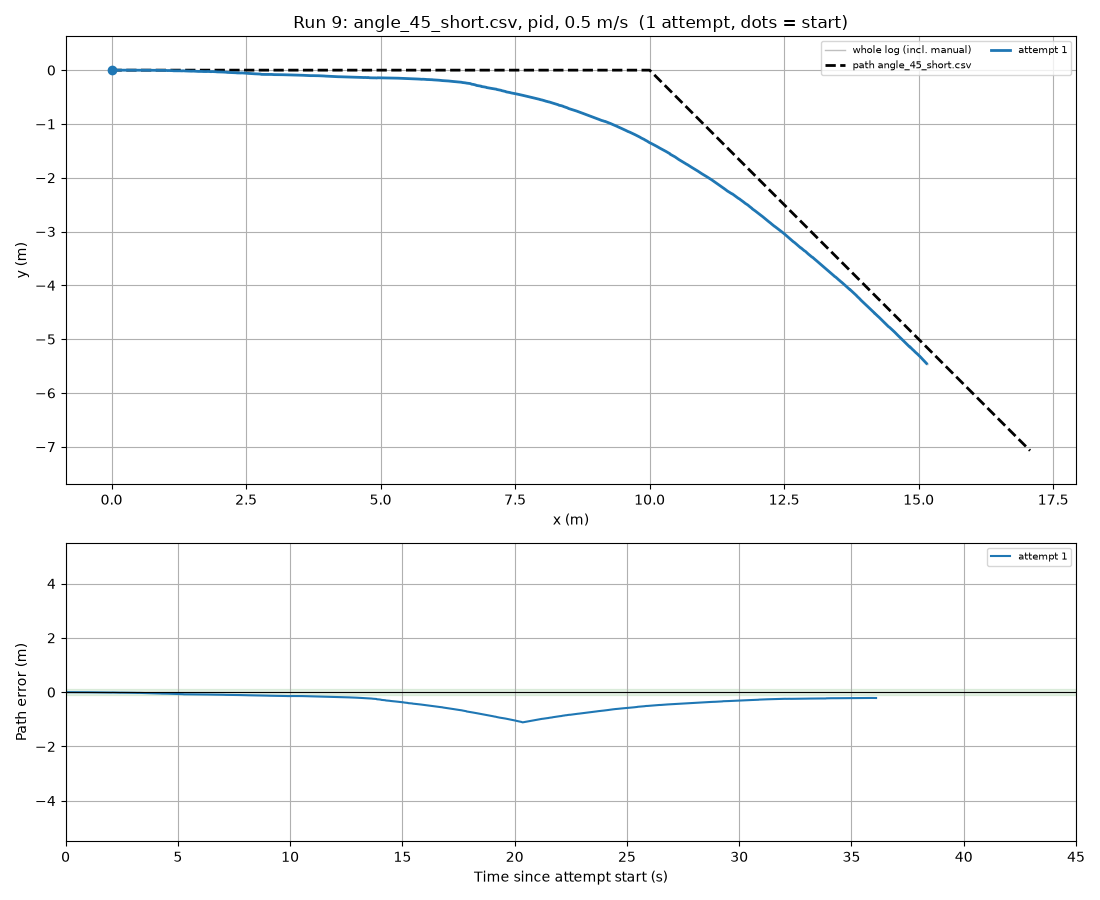 Run 9: angle_45_short.csv, pid, 0.5 m/s  (1 attempt, dots = start)
whole log (incl. manual)
path angle_45_short.csv
attempt 1
y (m)
0
−1
−2
−3
−4
−5
−6
−7
0.0 2.5 5.0 7.5 10.0 12.5 15.0 17.5
x (m)
attempt 1
Path error (m)
4
2
0
−2
−4
0 5 10 15 20 25 30 35 40 45
Time since attempt start (s)